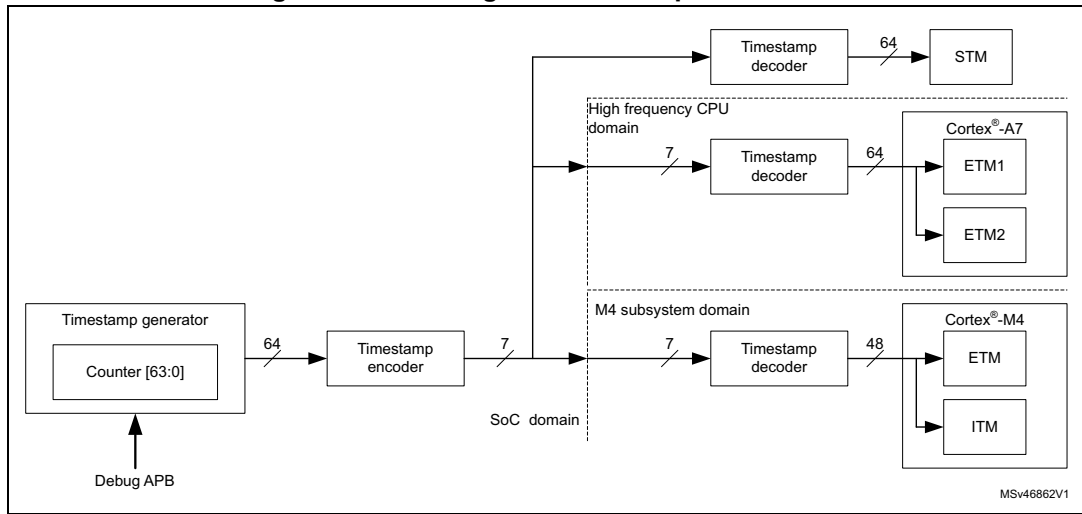 Timestamp
decoder
64
STM
High frequency CPU
domain
Cortex®-A7
7
Timestamp
decoder
64
ETM1
ETM2
M4 subsystem domain
Cortex®-M4
Timestamp generator
Counter [63:0]
64
Timestamp
encoder
7
7
Timestamp
decoder
48
ETM
ITM
SoC domain
Debug APB
MSv46862V1